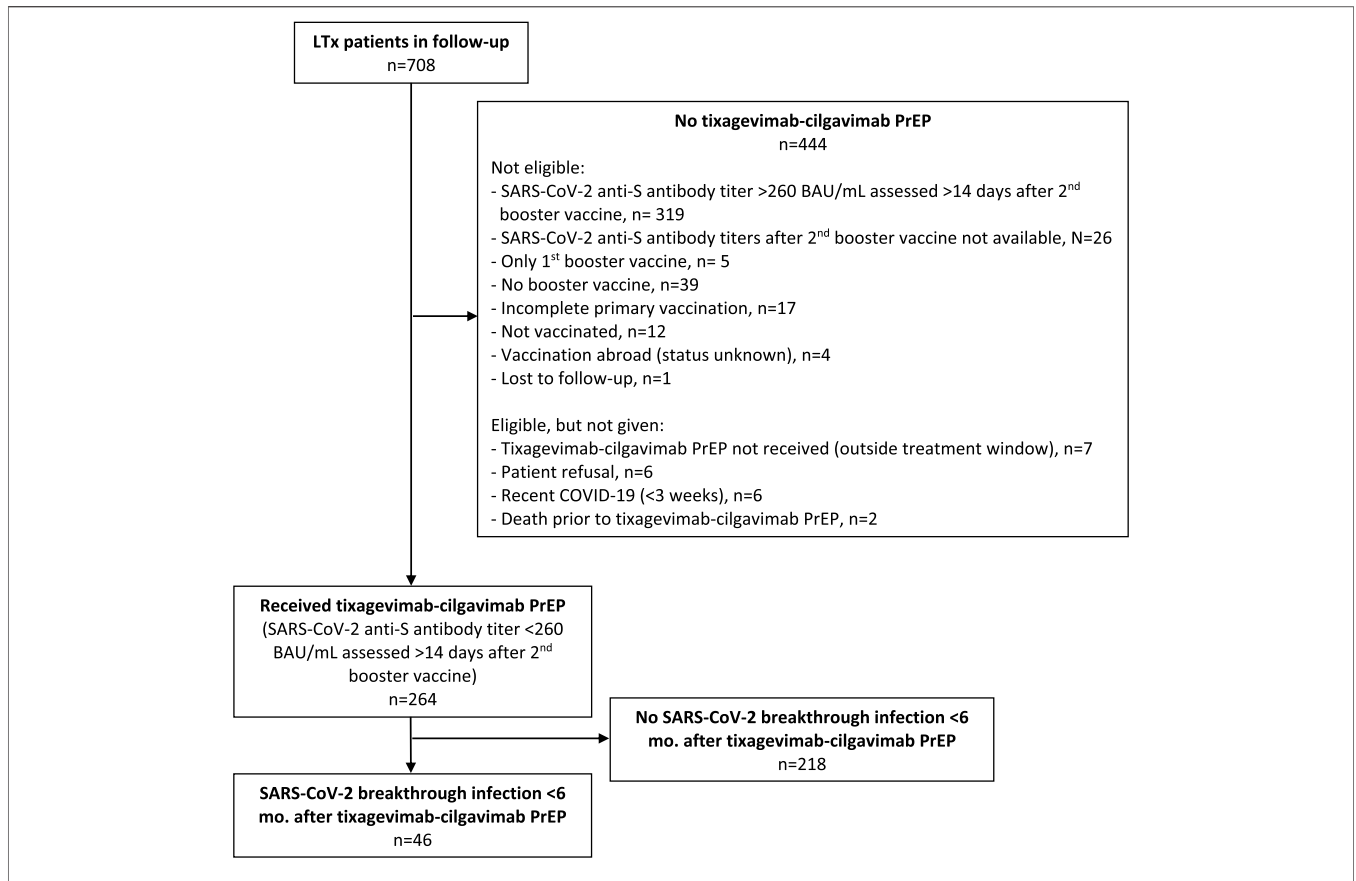 LTx patients in follow-up
n=708
No tixagevimab-cilgavimab PrEP
n=444
Not eligible:
- SARS-CoV-2 anti-S antibody titer >260 BAU/mL assessed >14 days after 2nd
booster vaccine, n= 319
- SARS-CoV-2 anti-S antibody titers after 2nd booster vaccine not available, N=26
- Only 1st booster vaccine, n= 5
- No booster vaccine, n=39
- Incomplete primary vaccination, n=17
- Not vaccinated, n=12
- Vaccination abroad (status unknown), n=4
- Lost to follow-up, n=1
Eligible, but not given:
- Tixagevimab-cilgavimab PrEP not received (outside treatment window), n=7
- Patient refusal, n=6
- Recent COVID-19 (<3 weeks), n=6
- Death prior to tixagevimab-cilgavimab PrEP, n=2
Received tixagevimab-cilgavimab PrEP
(SARS-CoV-2 anti-S antibody titer <260
BAU/mL assessed >14 days after 2nd
booster vaccine)
n=264
No SARS-CoV-2 breakthrough infection <6
mo. after tixagevimab-cilgavimab PrEP
n=218
SARS-CoV-2 breakthrough infection <6
mo. after tixagevimab-cilgavimab PrEP
n=46